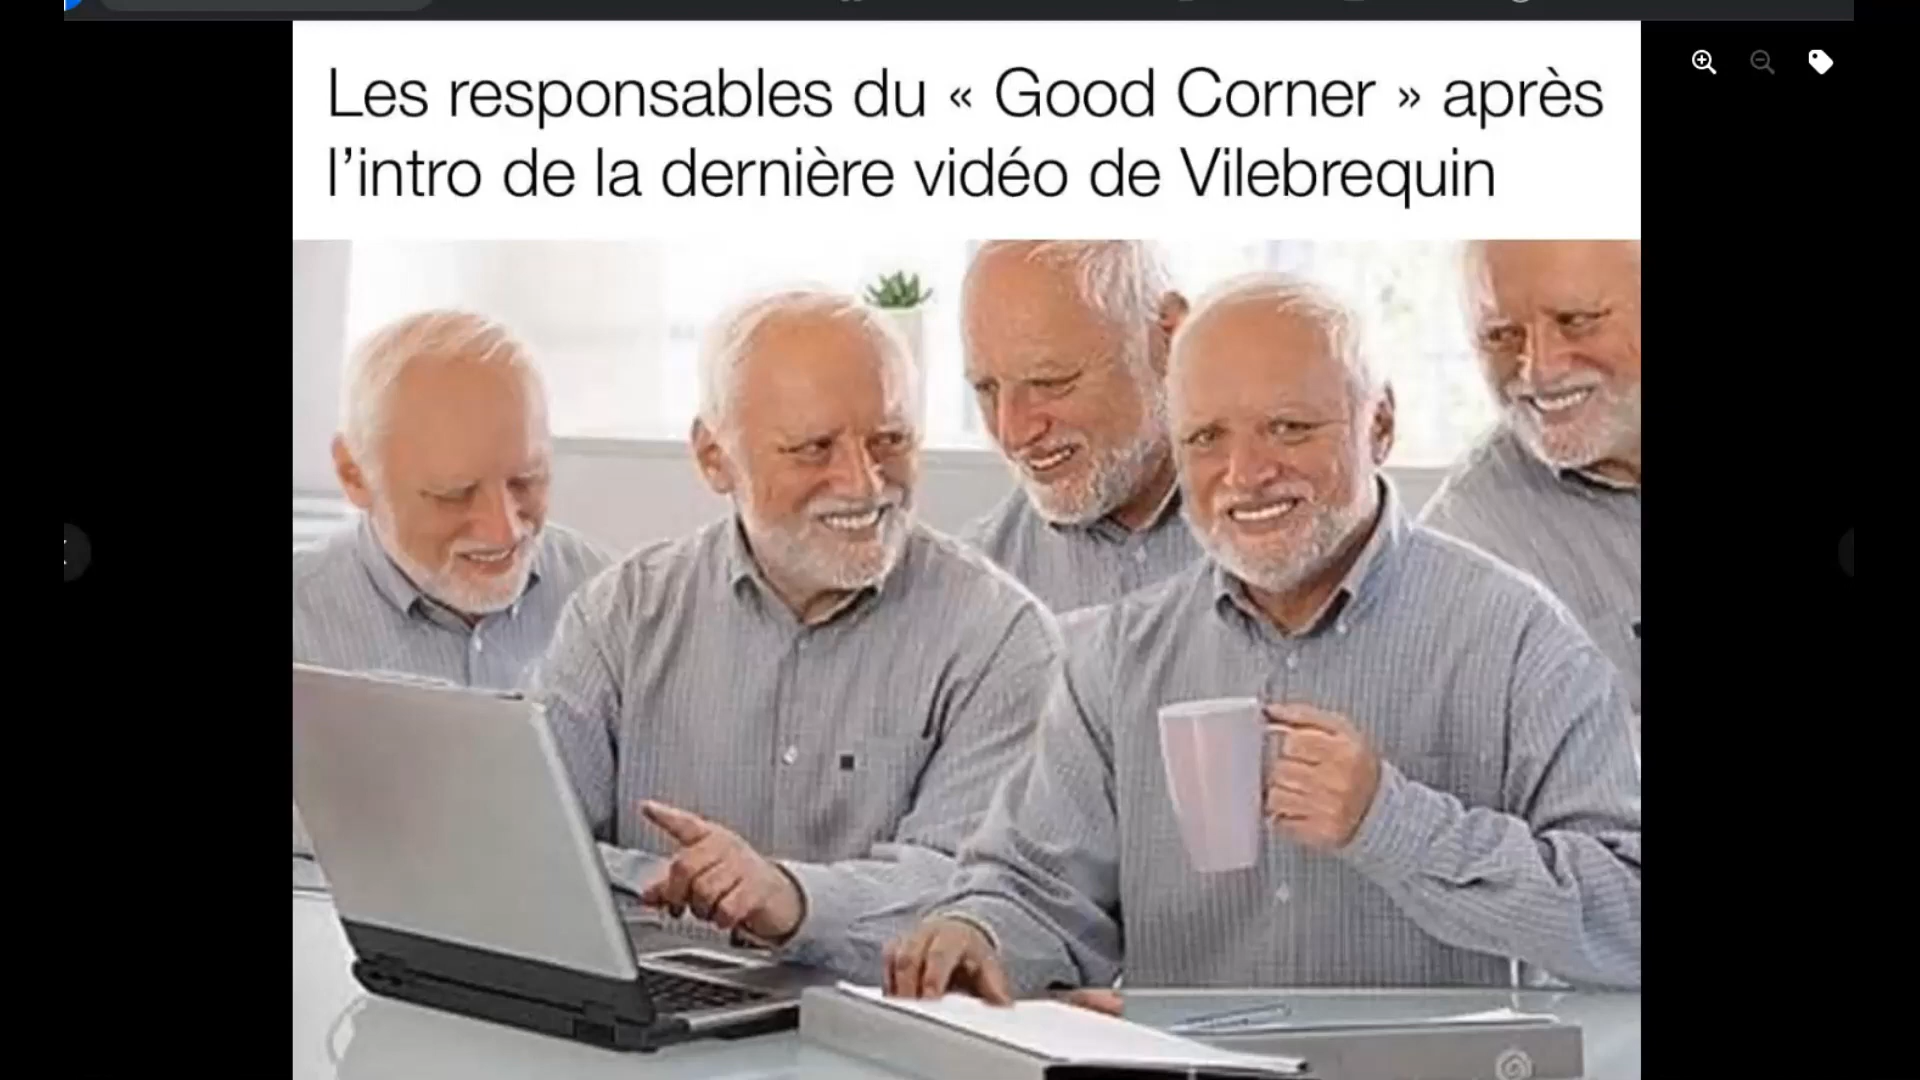 Les responsables du « Good Corner » après
l’intro de la dernière vidéo de Vilebrequin